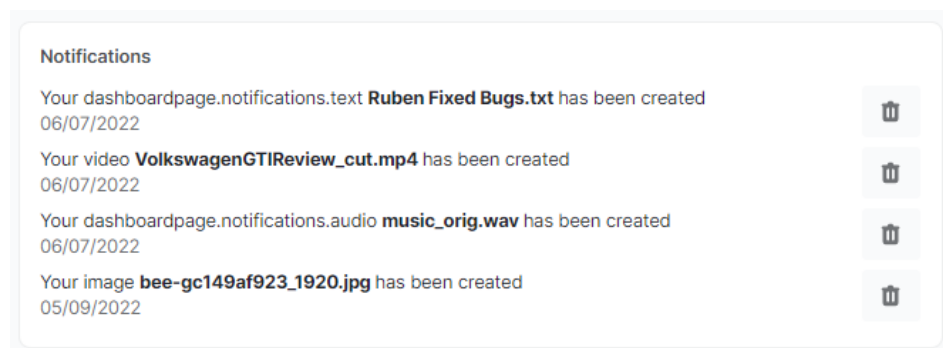 Notifications
Your dashboardpage.notifications.text Ruben Fixed Bugs.txt has been created
06/07/2022
Your video VolkswagenGTIReview_cut.mp4 has been created
06/07/2022
Your dashboardpage.notifications.audio music_orig.wav has been created
06/07/2022
Your image bee-gc149af923_1920.jpg has been created
05/09/2022